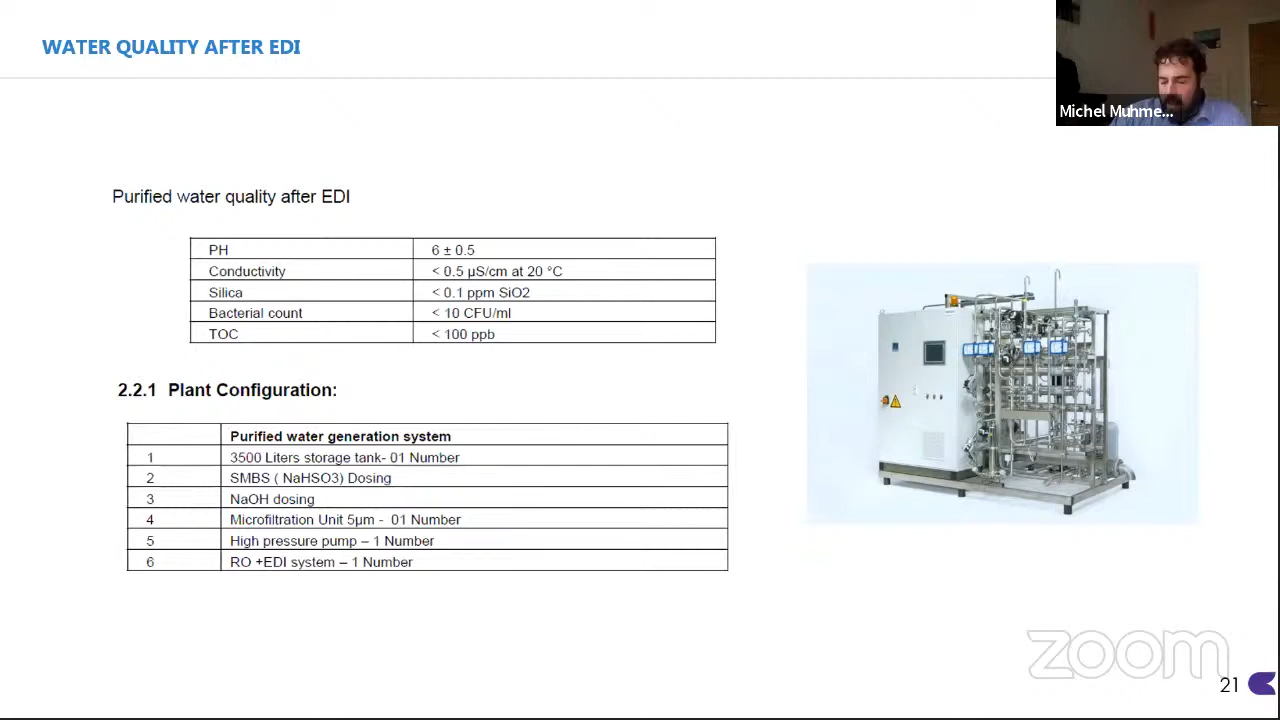 WATER QUALITY AFTER EDI
Michel Muhme...
Purified water quality after EDI
PH 6 ± 0.5
Conductivity < 0.5 µS/cm at 20 °C
Silica < 0.1 ppm SiO2
Bacterial count < 10 CFU/ml
TOC < 100 ppb
2.2.1 Plant Configuration:
Purified water generation system
1 3500 Liters storage tank- 01 Number
2 SMBS ( NaHSO3) Dosing
3 NaOH dosing
4 Microfiltration Unit 5µm - 01 Number
5 High pressure pump – 1 Number
6 RO +EDI system – 1 Number
zoom
21